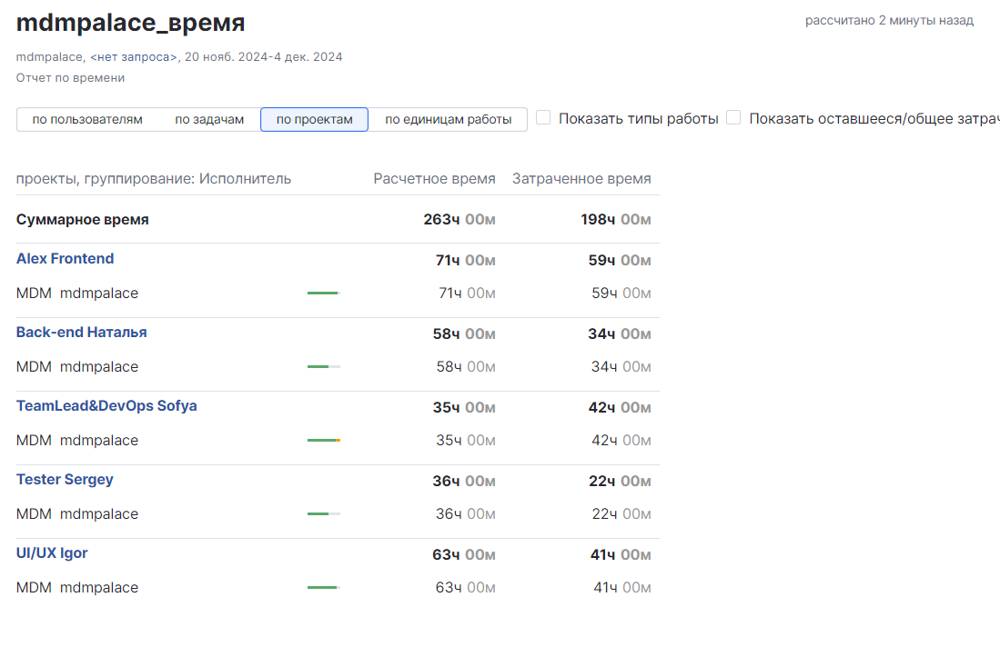 mdmpalace_время
рассчитано 2 минуты назад
mdmpalace, <нет запроса>, 20 нояб. 2024-4 дек. 2024
Отчет по времени
по пользователям по задачам по проектам по единицам работы Показать типы работы Показать оставшееся/общее затрач
проекты, группирование: Исполнитель Расчетное время Затраченное время
Суммарное время 263ч 00м 198ч 00м
Alex Frontend 71ч 00м 59ч 00м
MDM mdmpalace 71ч 00м 59ч 00м
Back-end Наталья 58ч 00м 34ч 00м
MDM mdmpalace 58ч 00м 34ч 00м
TeamLead&DevOps Sofya 35ч 00м 42ч 00м
MDM mdmpalace 35ч 00м 42ч 00м
Tester Sergey 36ч 00м 22ч 00м
MDM mdmpalace 36ч 00м 22ч 00м
UI/UX Igor 63ч 00м 41ч 00м
MDM mdmpalace 63ч 00м 41ч 00м